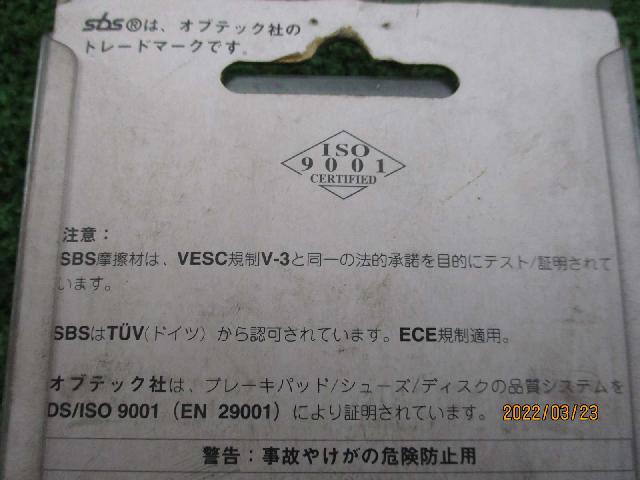 sbs®は、オプテック社の
トレードマークです。
ISO
9001
CERTIFIED
注意：
SBS摩擦材は、VESC規制V-3と同一の法的承諾を目的にテスト/証明されて
います。
SBSはTÜV（ドイツ）から認可されています。ECE規制適用。
オプテック社は、ブレーキパッド/シューズ/ディスクの品質システムを
DS/ISO 9001（EN 29001）により証明されています。
2022/03/23
警告：事故やけがの危険防止用